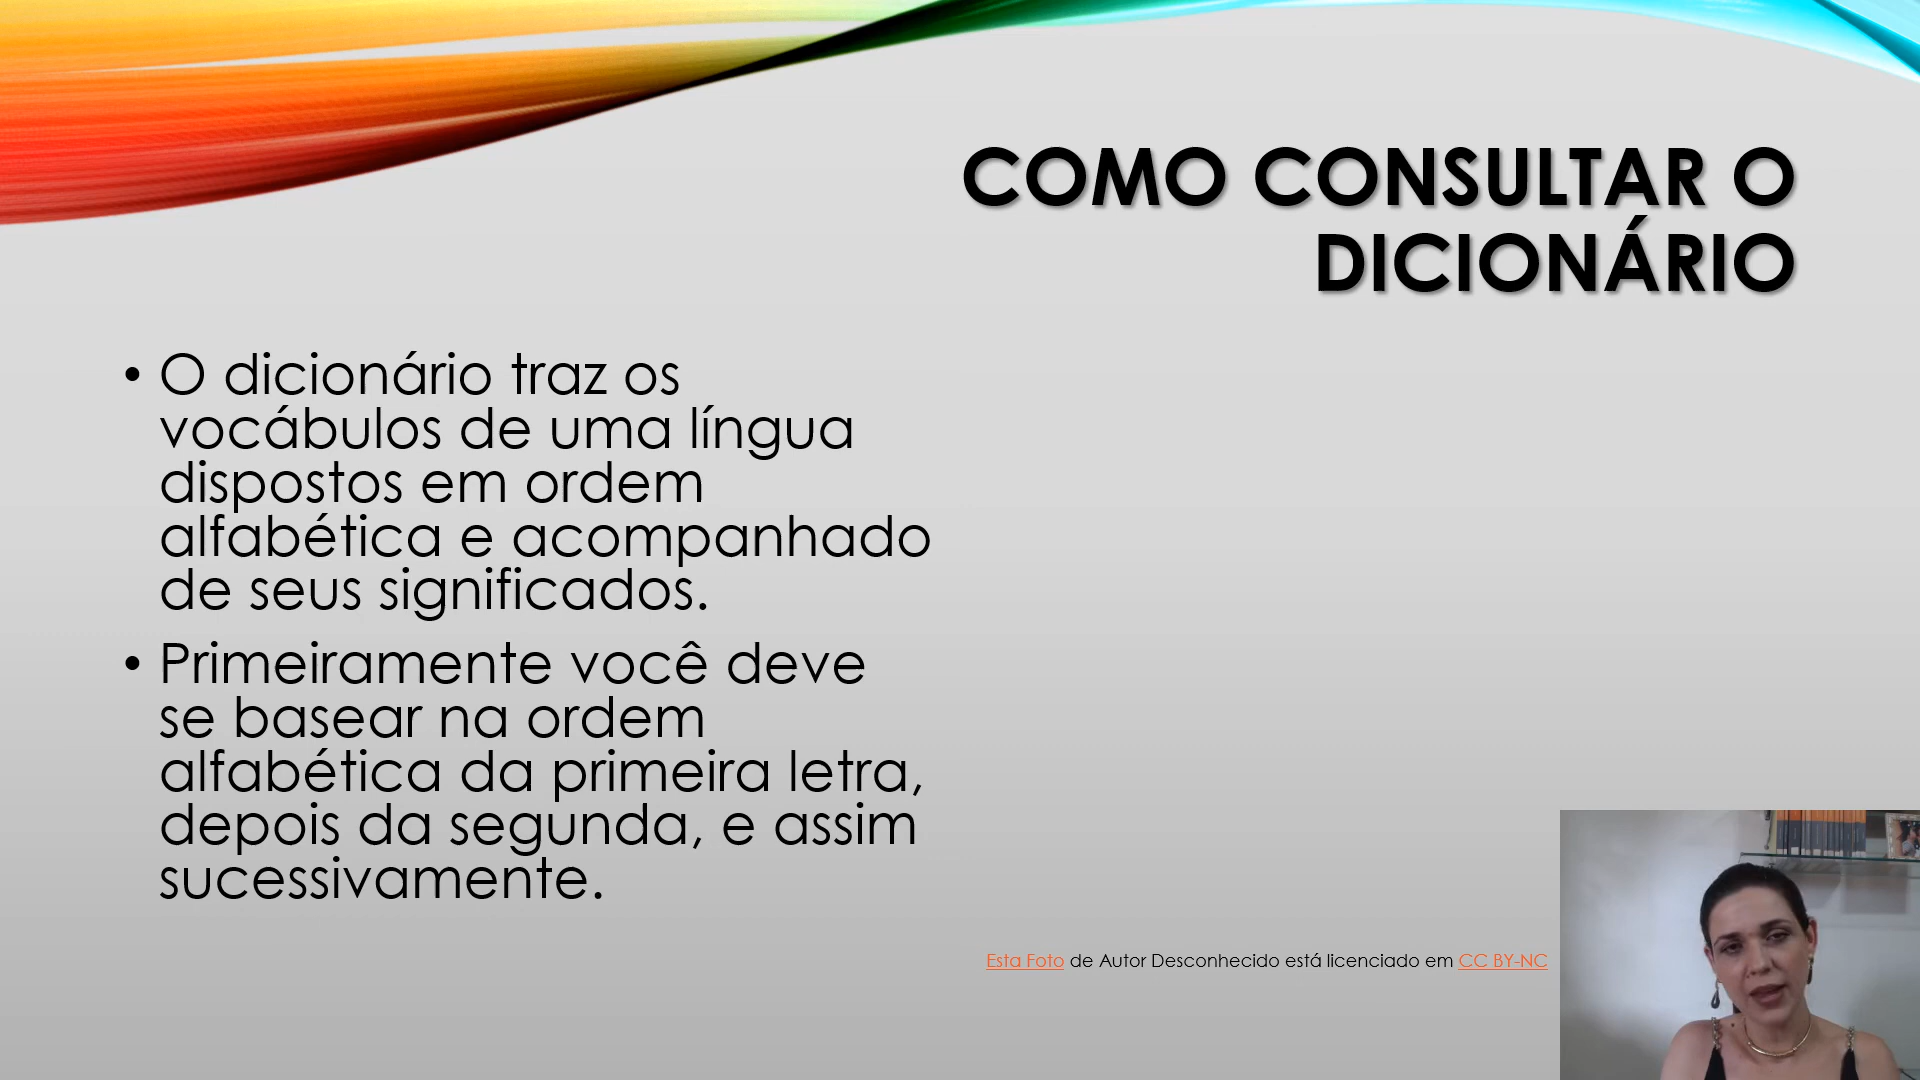 COMO CONSULTAR O
DICIONÁRIO
• O dicionário traz os
vocábulos de uma língua
dispostos em ordem
alfabética e acompanhado
de seus significados.
• Primeiramente você deve
se basear na ordem
alfabética da primeira letra,
depois da segunda, e assim
sucessivamente.
Esta Foto de Autor Desconhecido está licenciado em CC BY-NC